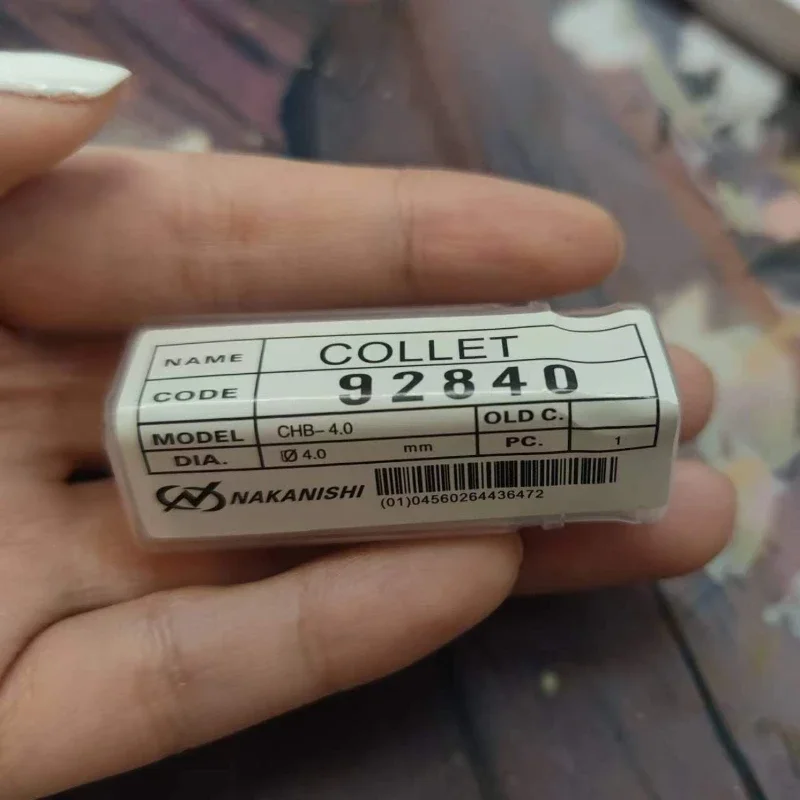 NAME COLLET
CODE 92840
MODEL CHB-4.0 OLD C.
DIA. Ø 4.0 mm PC. 1
NAKANISHI
(01)04560264436472